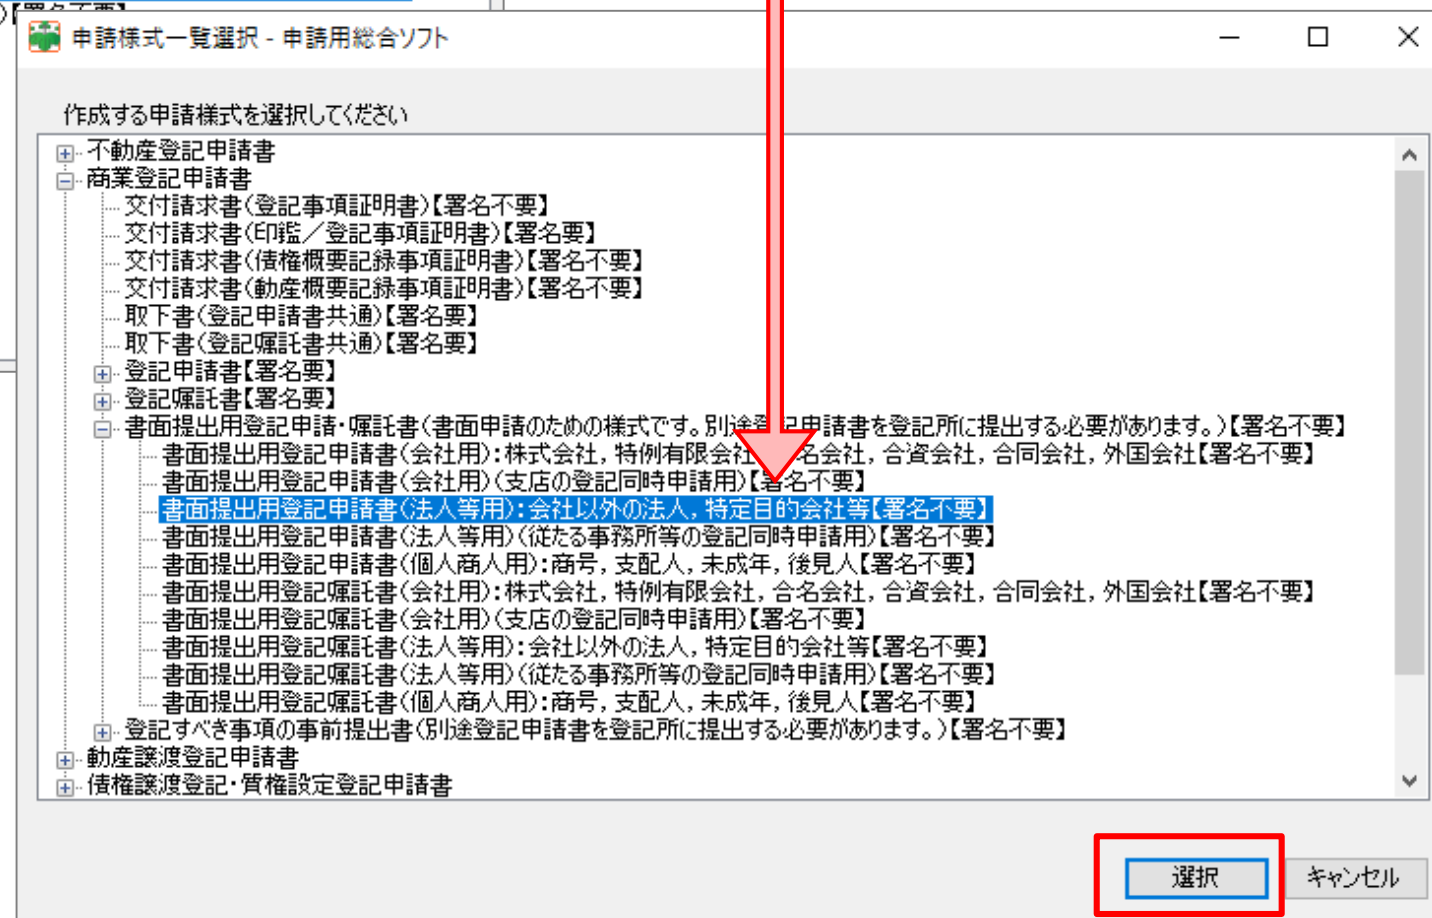 )【署名不要】
申請様式一覧選択 - 申請用総合ソフト
作成する申請様式を選択してください
不動産登記申請書
商業登記申請書
交付請求書(登記事項証明書)【署名不要】
交付請求書(印鑑／登記事項証明書)【署名要】
交付請求書(債権概要記録事項証明書)【署名不要】
交付請求書(動産概要記録事項証明書)【署名不要】
取下書(登記申請書共通)【署名要】
取下書(登記嘱託書共通)【署名要】
登記申請書【署名要】
登記嘱託書【署名要】
書面提出用登記申請・嘱託書(書面申請のための様式です。別途登記申請書を登記所に提出する必要があります。)【署名不要】
書面提出用登記申請書(会社用):株式会社, 特例有限会社, 合名会社, 合資会社, 合同会社, 外国会社【署名不要】
書面提出用登記申請書(会社用)(支店の登記同時申請用)【署名不要】
書面提出用登記申請書(法人等用):会社以外の法人, 特定目的会社等【署名不要】
書面提出用登記申請書(法人等用)(従たる事務所等の登記同時申請用)【署名不要】
書面提出用登記申請書(個人商人用):商号, 支配人, 未成年, 後見人【署名不要】
書面提出用登記嘱託書(会社用):株式会社, 特例有限会社, 合名会社, 合資会社, 合同会社, 外国会社【署名不要】
書面提出用登記嘱託書(会社用)(支店の登記同時申請用)【署名不要】
書面提出用登記嘱託書(法人等用):会社以外の法人, 特定目的会社等【署名不要】
書面提出用登記嘱託書(法人等用)(従たる事務所等の登記同時申請用)【署名不要】
書面提出用登記嘱託書(個人商人用):商号, 支配人, 未成年, 後見人【署名不要】
登記すべき事項の事前提出書(別途登記申請書を登記所に提出する必要があります。)【署名不要】
動産譲渡登記申請書
債権譲渡登記・質権設定登記申請書
選択
キャンセル